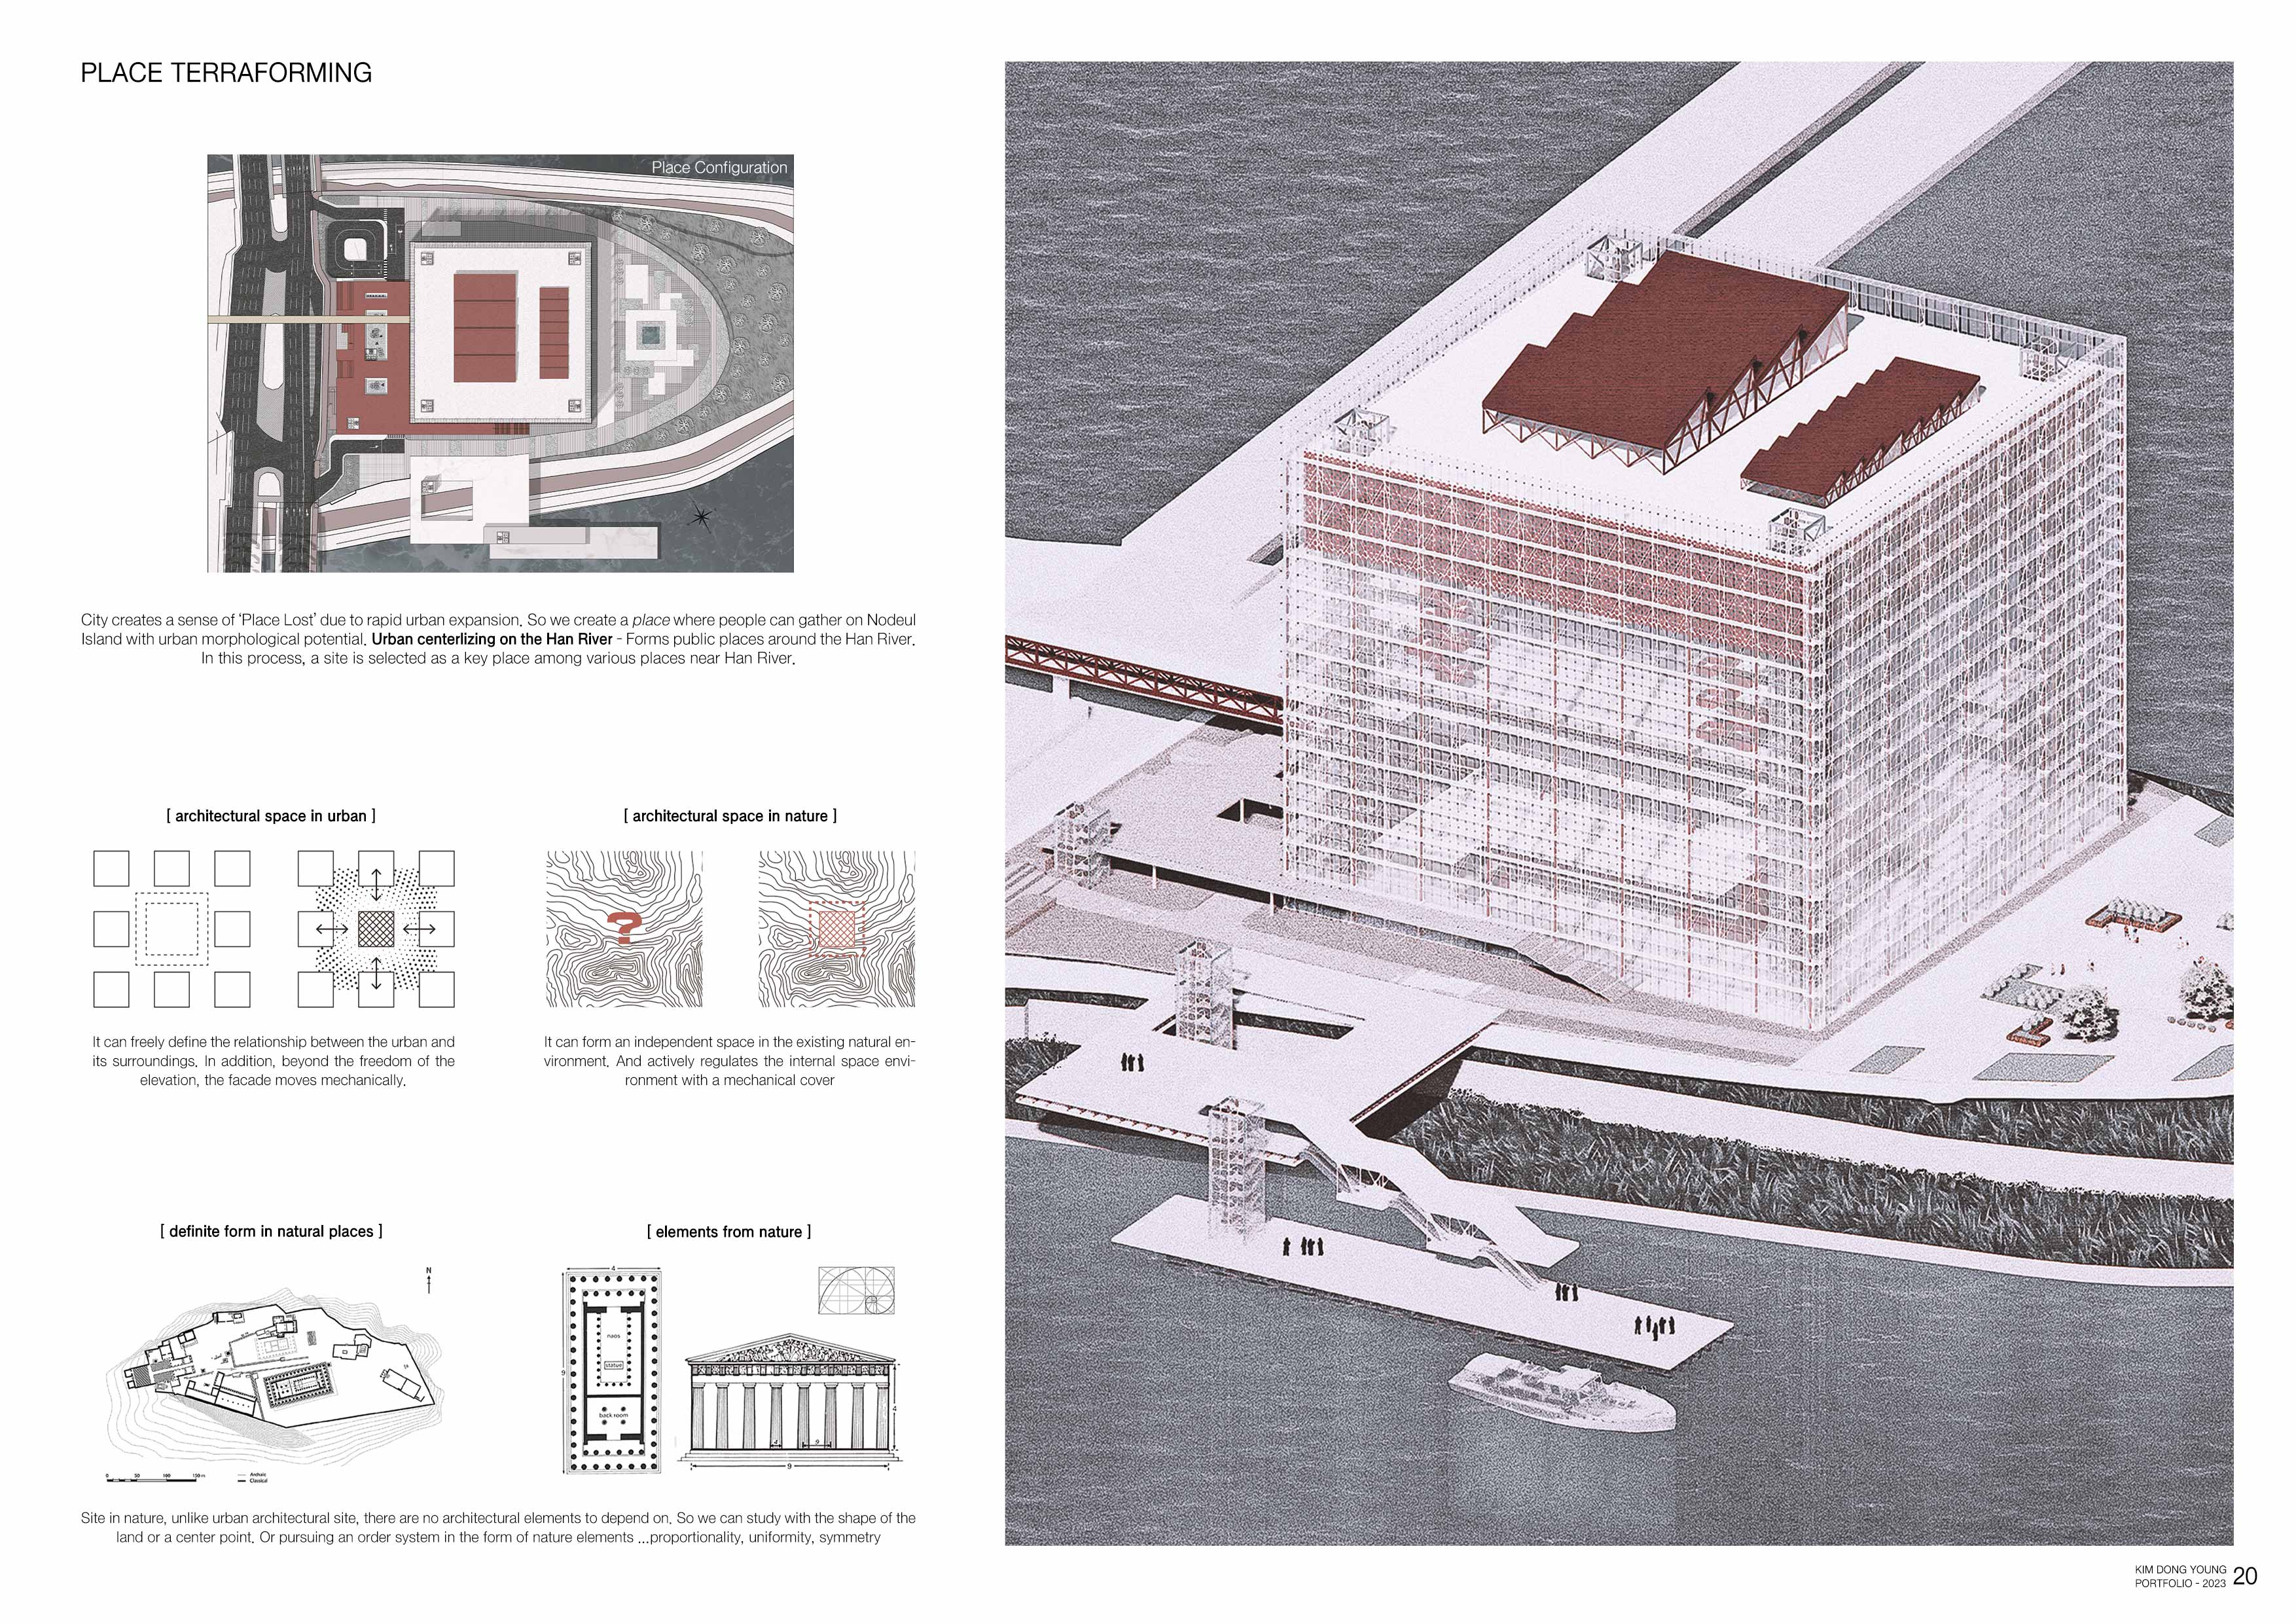 PLACE TERRAFORMING
Place Configuration
City creates a sense of ‘Place Lost’ due to rapid urban expansion. So we create a place where people can gather on Nodeul
Island with urban morphological potential. Urban centerlizing on the Han River - Forms public places around the Han River.
In this process, a site is selected as a key place among various places near Han River.
[ architectural space in urban ]
[ architectural space in nature ]
?
It can freely define the relationship between the urban and
its surroundings. In addition, beyond the freedom of the
elevation, the facade moves mechanically.
It can form an independent space in the existing natural en-
vironment. And actively regulates the internal space envi-
ronment with a mechanical cover
[ definite form in natural places ]
[ elements from nature ]
N
0 50 100 150 m
Archaic
Classical
4
9
naos
statue
back room
4
9
4
9
Site in nature, unlike urban architectural site, there are no architectural elements to depend on. So we can study with the shape of the
land or a center point. Or pursuing an order system in the form of nature elements ...proportionality, uniformity, symmetry
KIM DONG YOUNG
PORTFOLIO - 2023
20